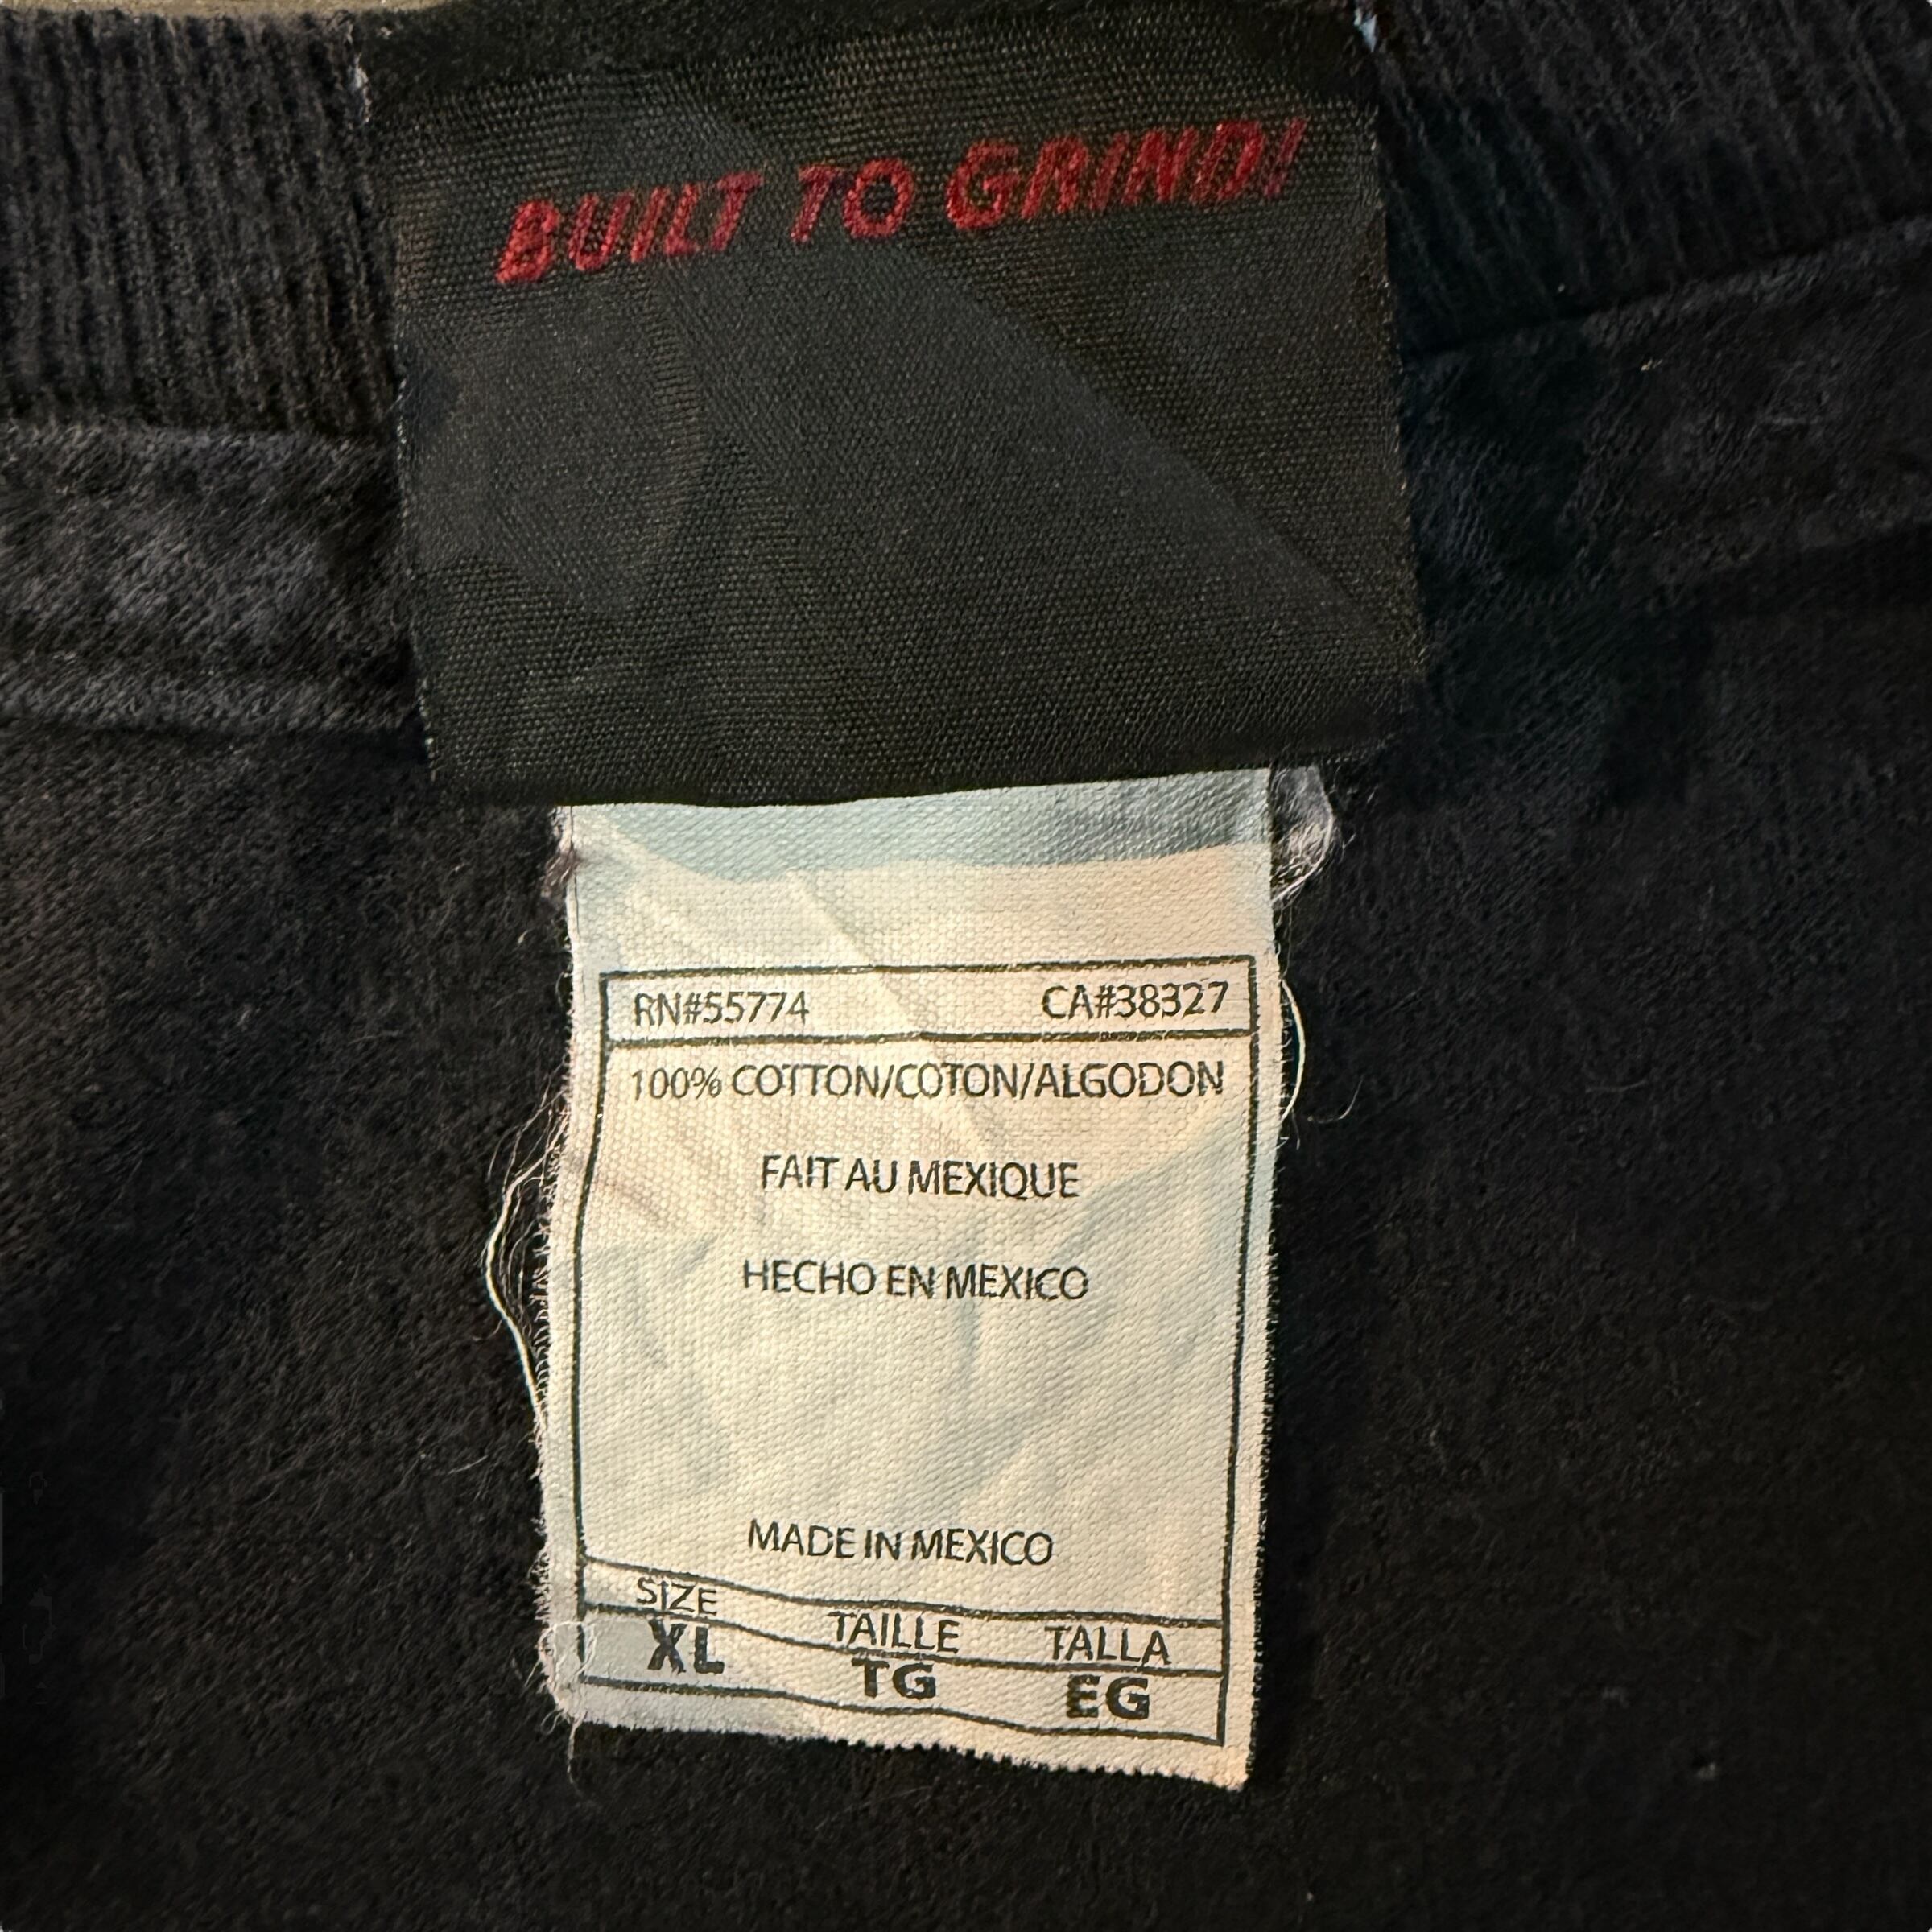 BUILT TO GRIND!
RN#55774 CA#38327
100% COTTON/COTON/ALGODON
FAIT AU MEXIQUE
HECHO EN MEXICO
MADE IN MEXICO
SIZE TAILLE TALLA
XL TG EG